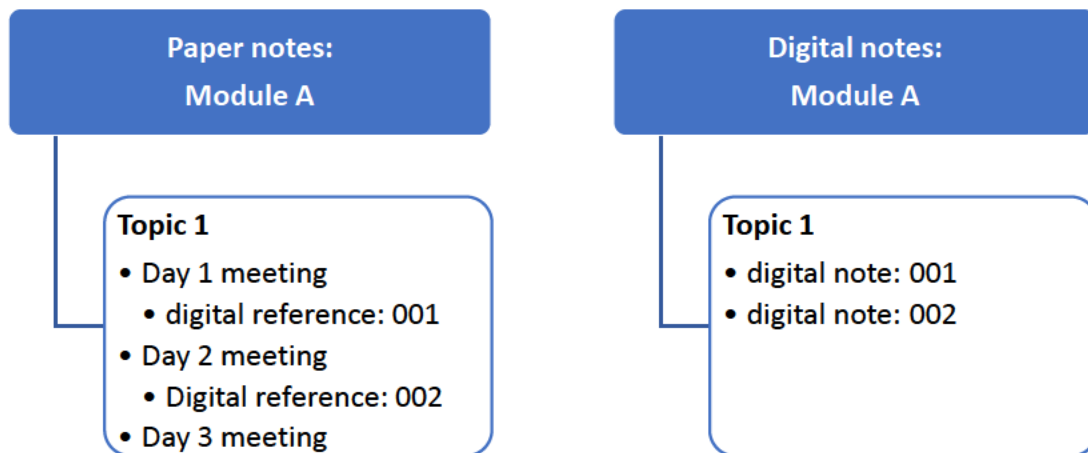 Paper notes:
Module A
Topic 1
• Day 1 meeting
• digital reference: 001
• Day 2 meeting
• Digital reference: 002
• Day 3 meeting
Digital notes:
Module A
Topic 1
• digital note: 001
• digital note: 002